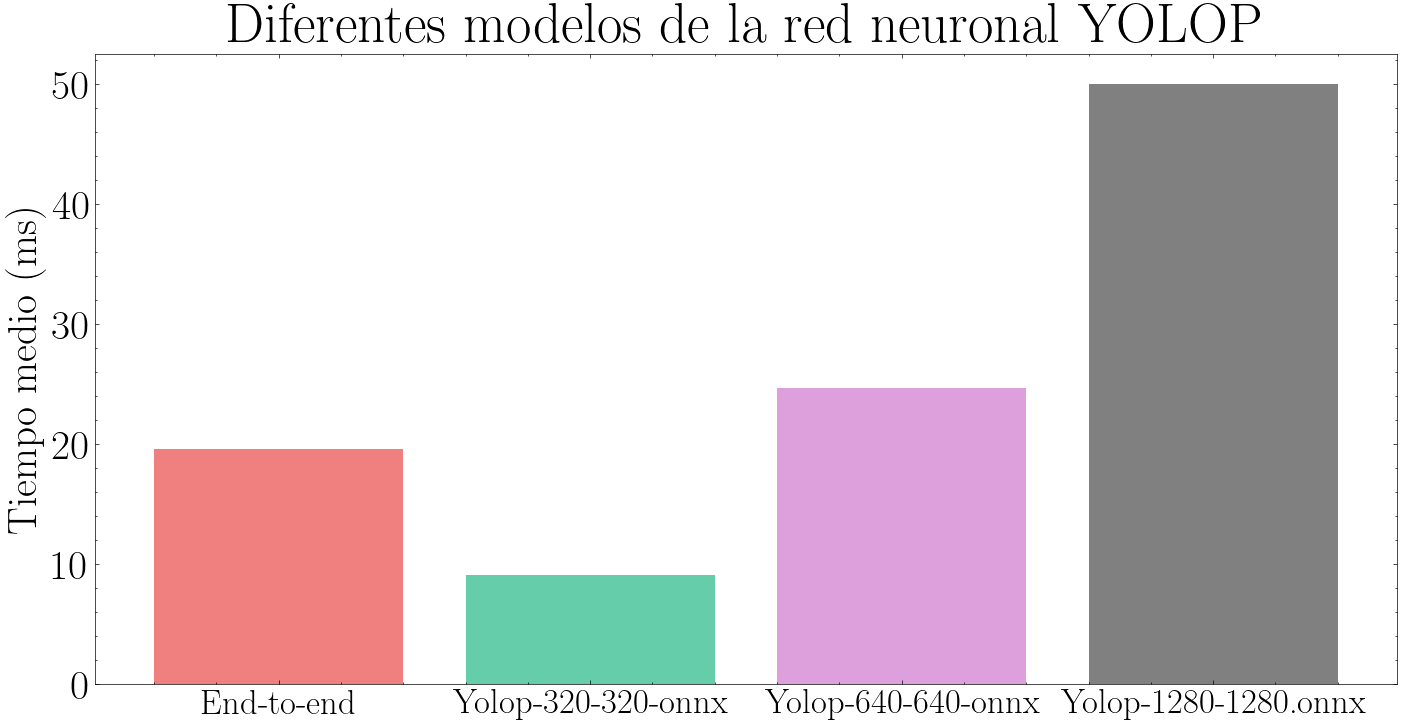 Diferentes modelos de la red neuronal YOLOP
Tiempo medio (ms)
50
40
30
20
10
0
End-to-end
Yolop-320-320-onnx
Yolop-640-640-onnx
Yolop-1280-1280.onnx